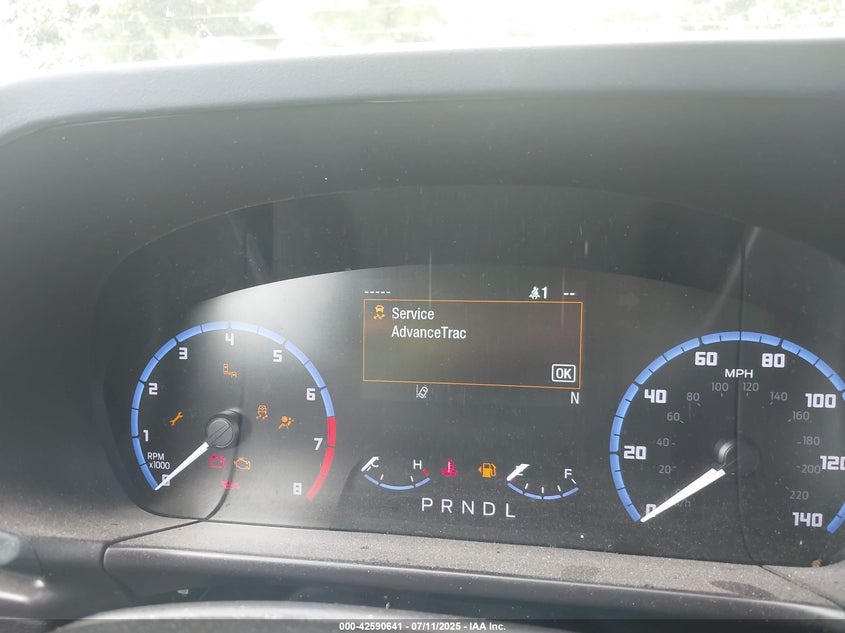 ----- 1 --
Service
AdvanceTrac
OK
N
1 2 3 4 5 6 7 8
RPM
x1000
0
C H E F
PRNDL
MPH
0 20 40 60 80 100 120 140
20 40 60 80 100 120 140 160 180 200 220
000-42590641 - 07/11/2025 - IAA Inc.